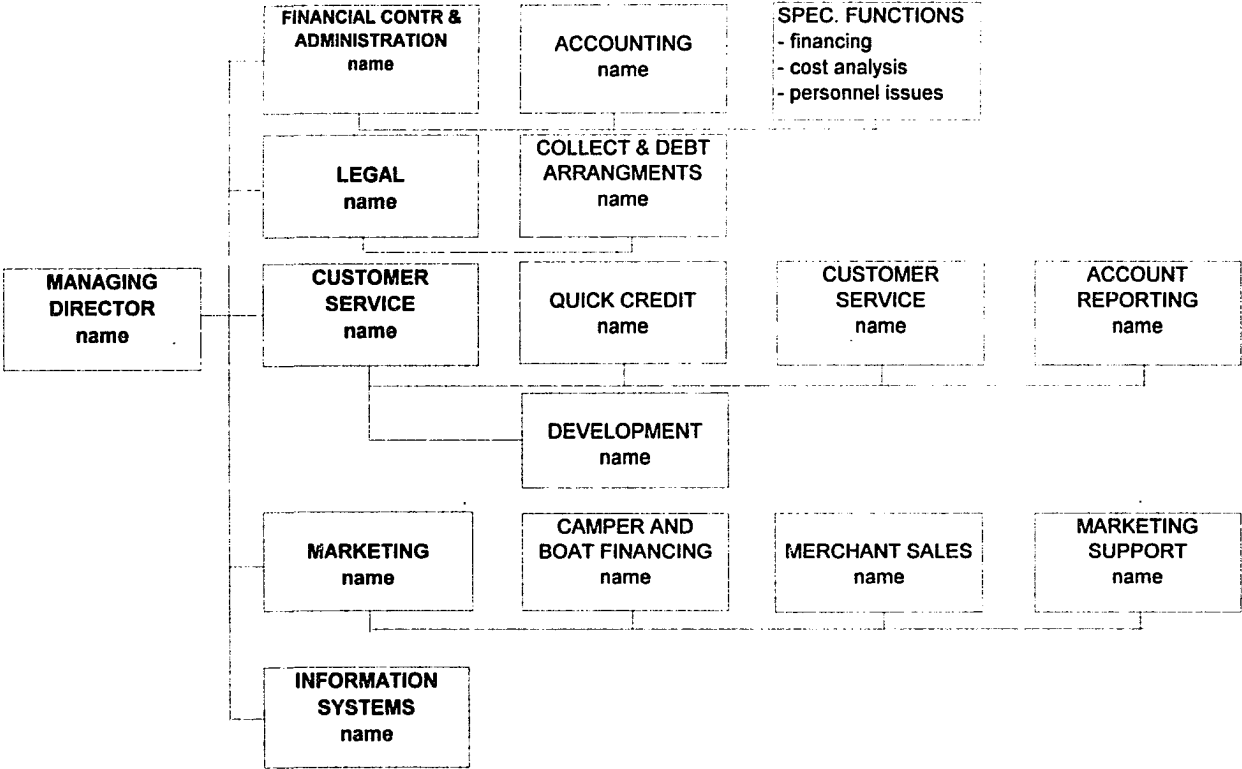 FINANCIAL CONTR &
ADMINISTRATION
name
ACCOUNTING
name
SPEC. FUNCTIONS
- financing
- cost analysis
- personnel issues
LEGAL
name
COLLECT & DEBT
ARRANGMENTS
name
MANAGING
DIRECTOR
name
CUSTOMER
SERVICE
name
QUICK CREDIT
name
CUSTOMER
SERVICE
name
ACCOUNT
REPORTING
name
DEVELOPMENT
name
MARKETING
name
CAMPER AND
BOAT FINANCING
name
MERCHANT SALES
name
MARKETING
SUPPORT
name
INFORMATION
SYSTEMS
name